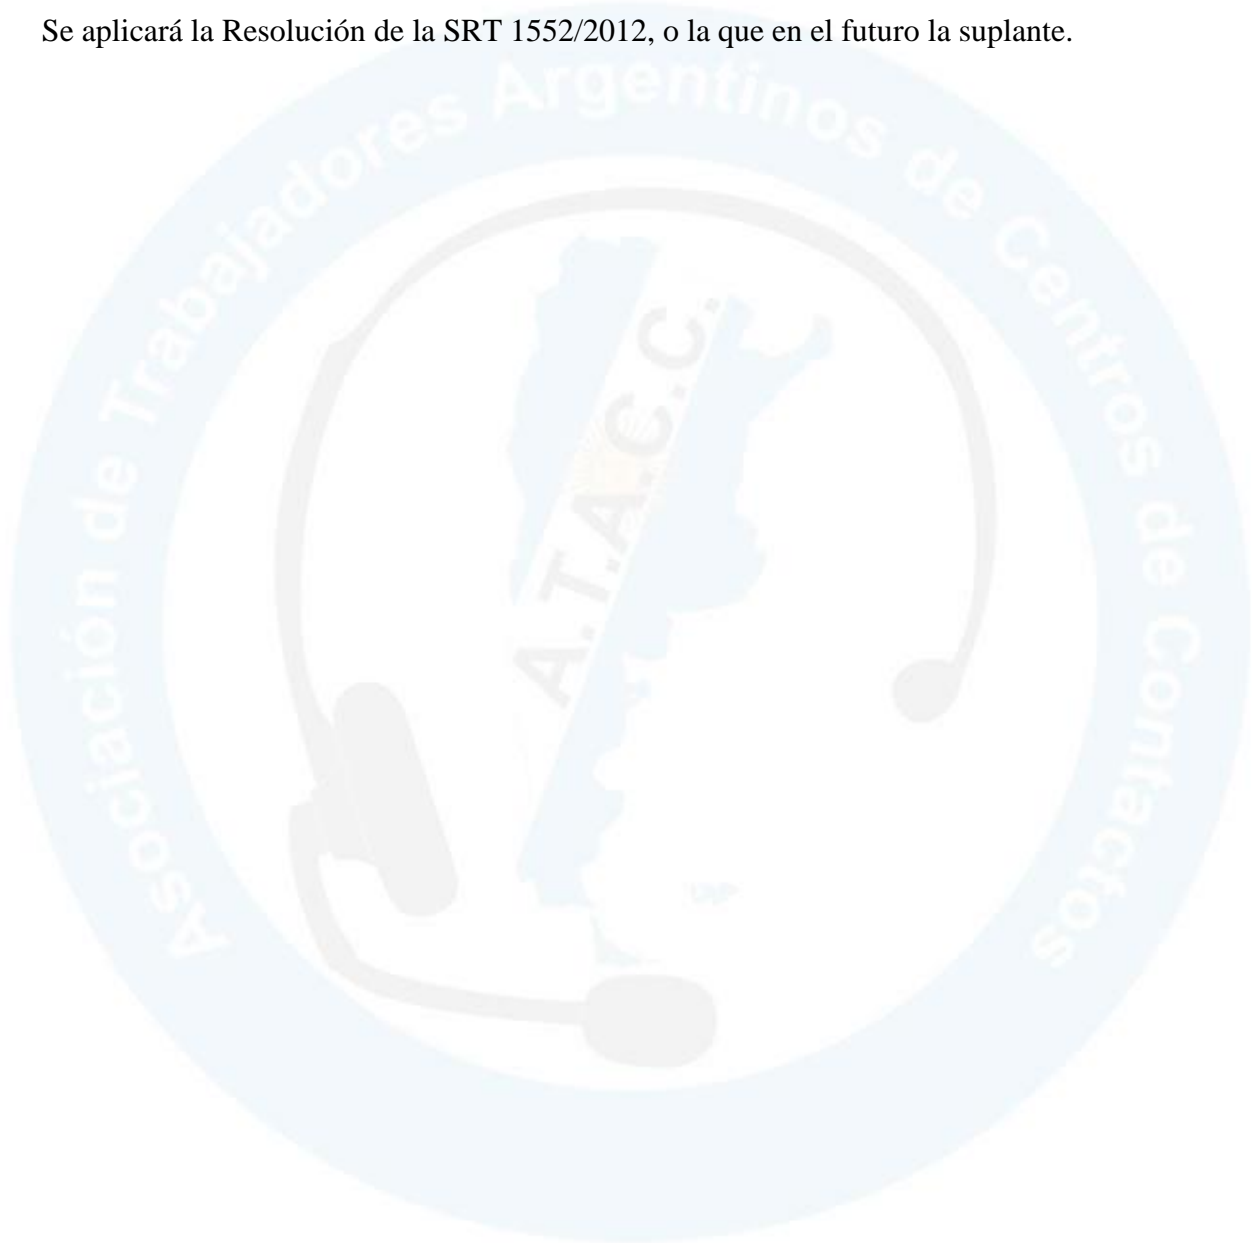 Se aplicará la Resolución de la SRT 1552/2012, o la que en el futuro la suplante.
Asociación de Trabajadores Argentinos de Centros de Contactos
A.T.A.C.C.